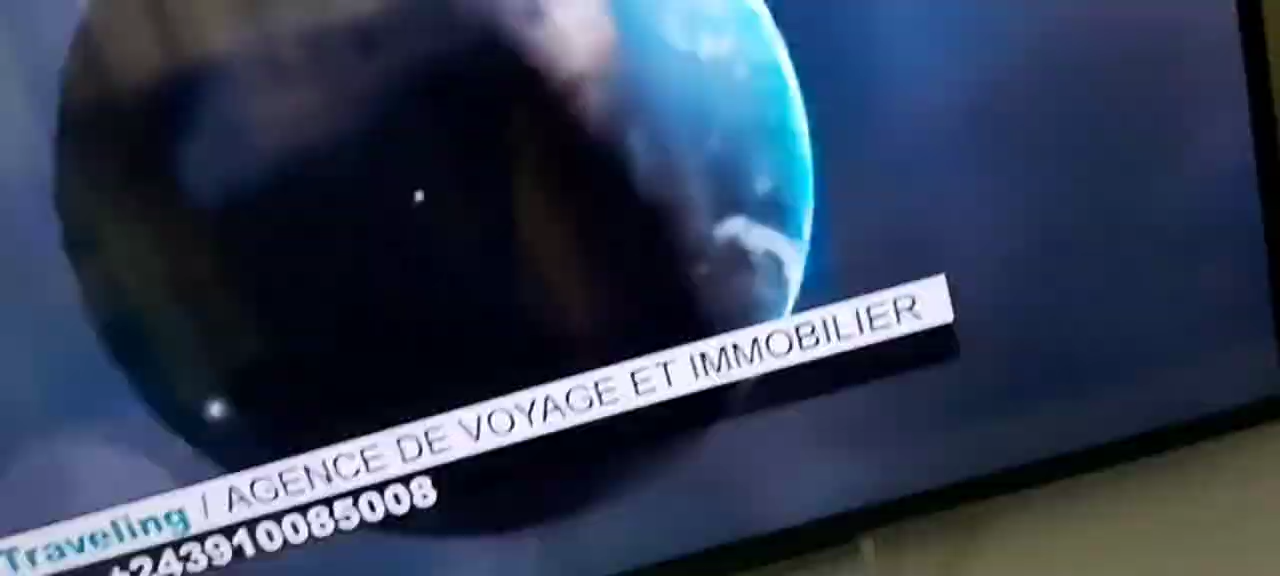 Traveling / AGENCE DE VOYAGE ET IMMOBILIER
+243910085008